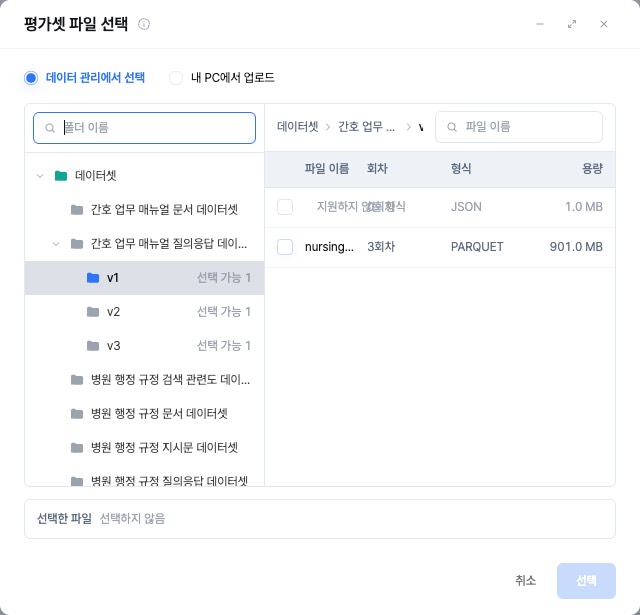 평가셋 파일 선택
데이터 관리에서 선택
내 PC에서 업로드
폴더 이름
데이터셋
간호 업무 매뉴얼 문서 데이터셋
간호 업무 매뉴얼 질의응답 데이...
v1 선택 가능 1
v2 선택 가능 1
v3 선택 가능 1
병원 행정 규정 검색 관련도 데이...
병원 행정 규정 문서 데이터셋
병원 행정 규정 지시문 데이터셋
병원 행정 규정 질의응답 데이터셋
데이터셋 > 간호 업무 ... >
파일 이름
파일 이름 회차 형식 용량
지원하지 않 형식 JSON 1.0 MB
nursing... 3회차 PARQUET 901.0 MB
선택한 파일 선택하지 않음
취소 선택